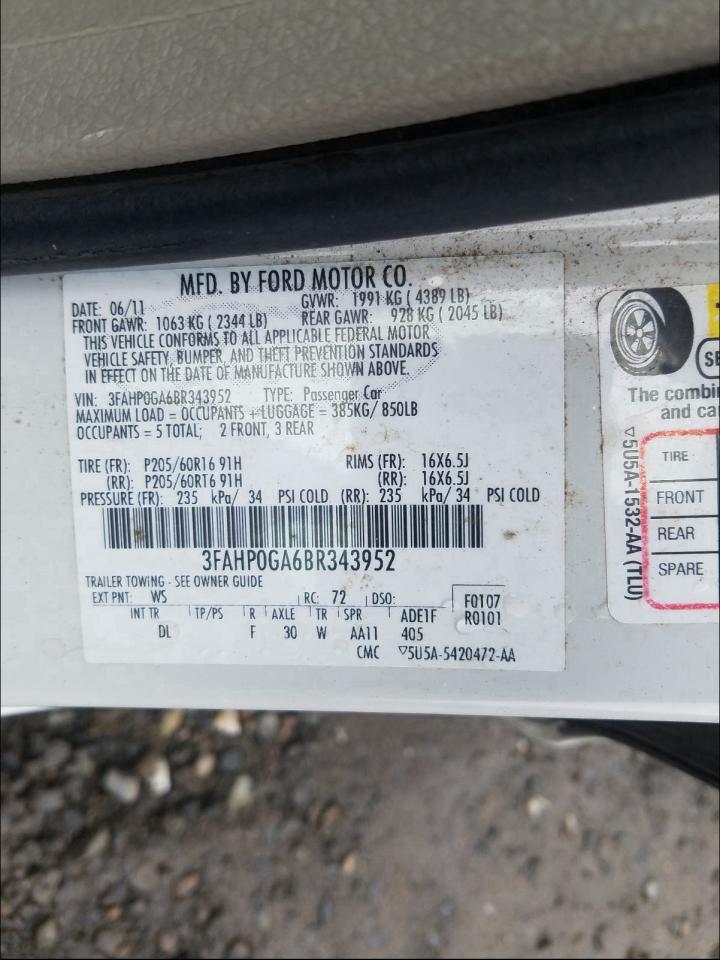 MFD. BY FORD MOTOR CO.
DATE: 06/11 GVWR: 1991 KG ( 4389 LB)
FRONT GAWR: 1063 KG ( 2344 LB) REAR GAWR: 928 KG ( 2045 LB)
THIS VEHICLE CONFORMS TO ALL APPLICABLE FEDERAL MOTOR
VEHICLE SAFETY, BUMPER, AND THEFT PREVENTION STANDARDS
IN EFFECT ON THE DATE OF MANUFACTURE SHOWN ABOVE.
VIN: 3FAHP0GA6BR343952 TYPE: Passenger Car
MAXIMUM LOAD = OCCUPANTS + LUGGAGE = 385KG/ 850LB
OCCUPANTS = 5 TOTAL; 2 FRONT, 3 REAR
TIRE (FR): P205/60R16 91H RIMS (FR): 16X6.5J
(RR): P205/60R16 91H (RR): 16X6.5J
PRESSURE (FR): 235 kPa/ 34 PSI COLD (RR): 235 kPa/ 34 PSI COLD
3FAHP0GA6BR343952
TRAILER TOWING - SEE OWNER GUIDE
EXT PNT: WS RC: 72 DSO: F0107
INT TR TP/PS R AXLE TR SPR ADE1F R0101
DL F 30 W AA11 405
CMC ▽5U5A-5420472-AA
SE
The combin
and ca
▽5U5A-1532-AA (TLU)
TIRE
FRONT
REAR
SPARE